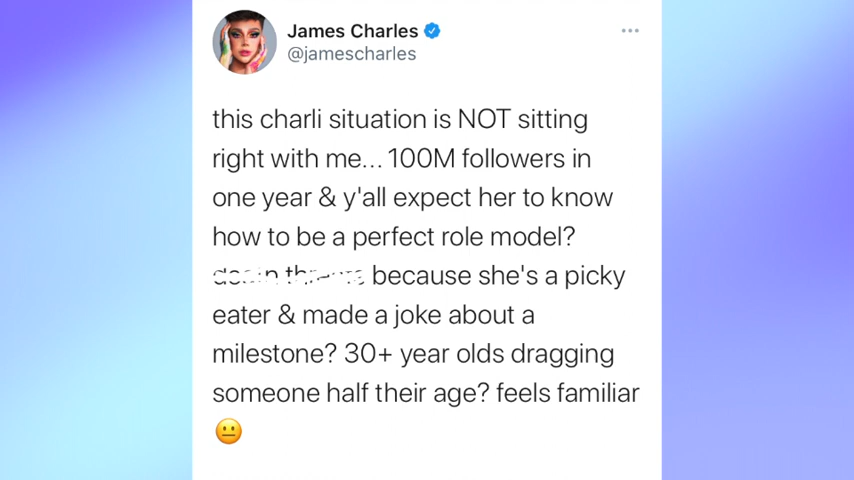 James Charles
@jamescharles
this charli situation is NOT sitting
right with me... 100M followers in
one year & y'all expect her to know
how to be a perfect role model?
because she's a picky
eater & made a joke about a
milestone? 30+ year olds dragging
someone half their age? feels familiar
😐